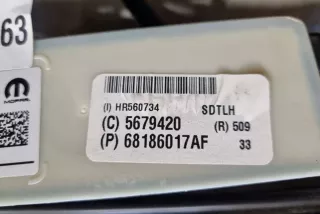 63
MOPAR
(I) HR560734 SDTLH
(C) 5679420 (R) 509
(P) 68186017AF 33